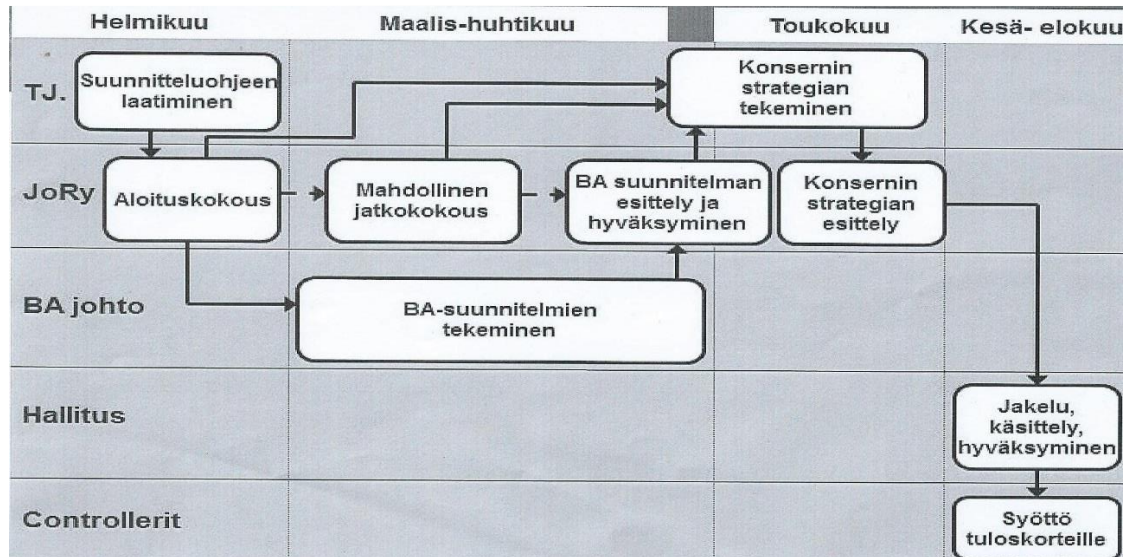 Helmikuu
Maalis-huhtikuu
Toukokuu
Kesä- elokuu
TJ.
Suunnitteluohjeen
laatiminen
Konsernin
strategian
tekeminen
JoRy
Aloituskokous
Mahdollinen
jatkokokous
BA suunnitelman
esittely ja
hyväksyminen
Konsernin
strategian
esittely
BA johto
BA-suunnitelmien
tekeminen
Hallitus
Jakelu,
käsittely,
hyväksyminen
Controllerit
Syöttö
tuloskorteille